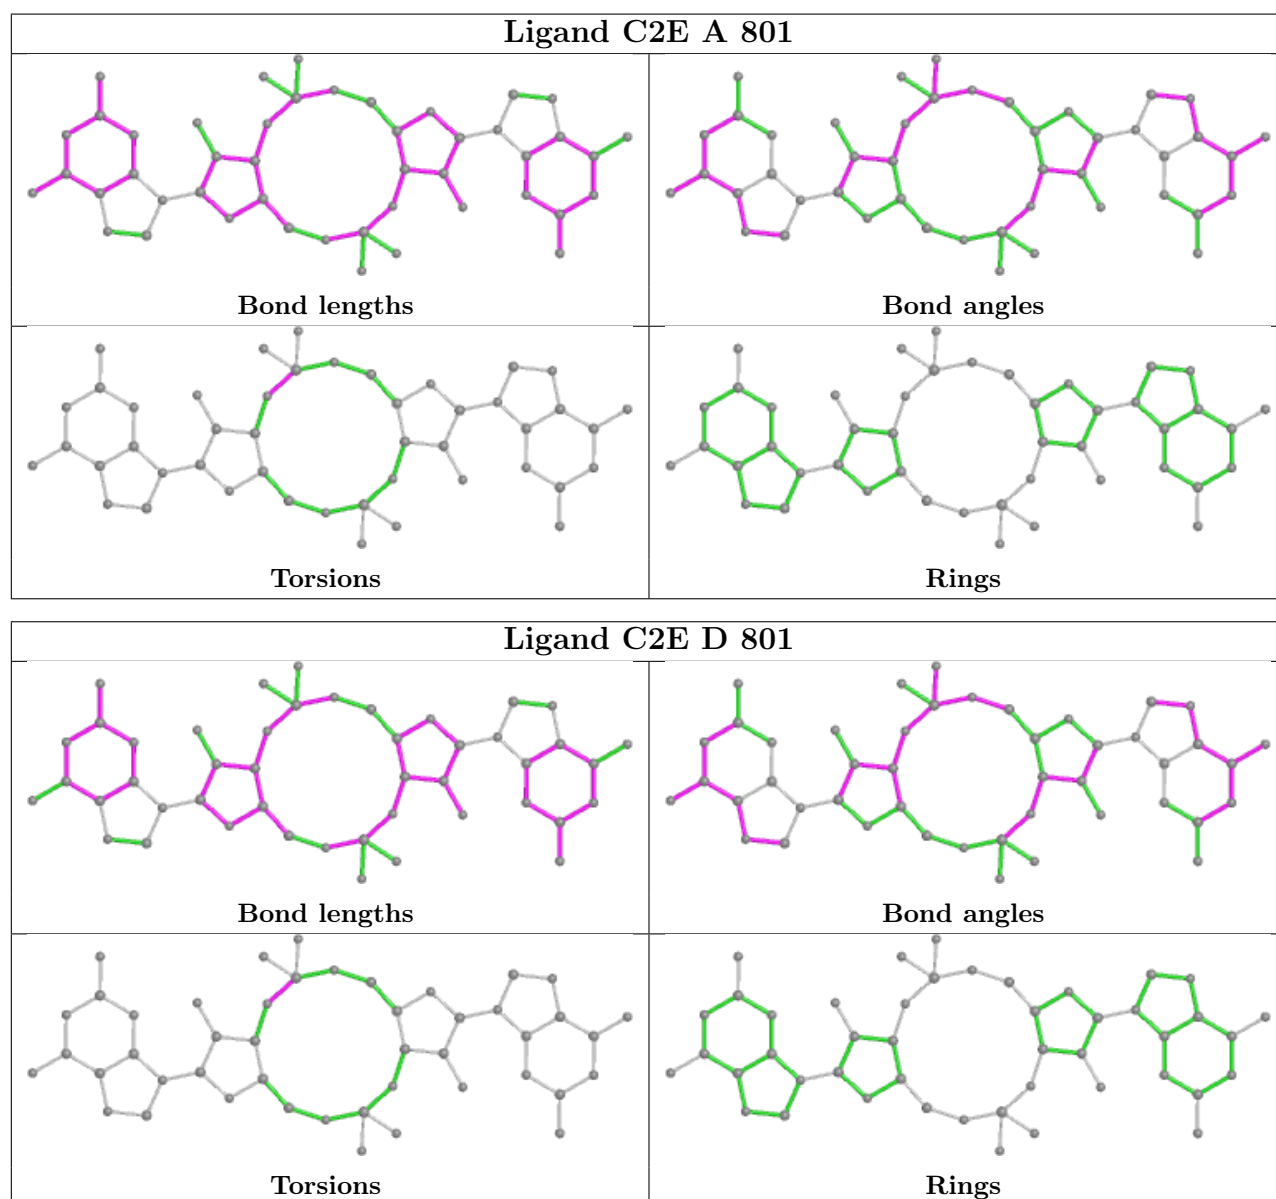 Ligand C2E A 801
Bond lengths
Bond angles
Torsions
Rings
Ligand C2E D 801
Bond lengths
Bond angles
Torsions
Rings